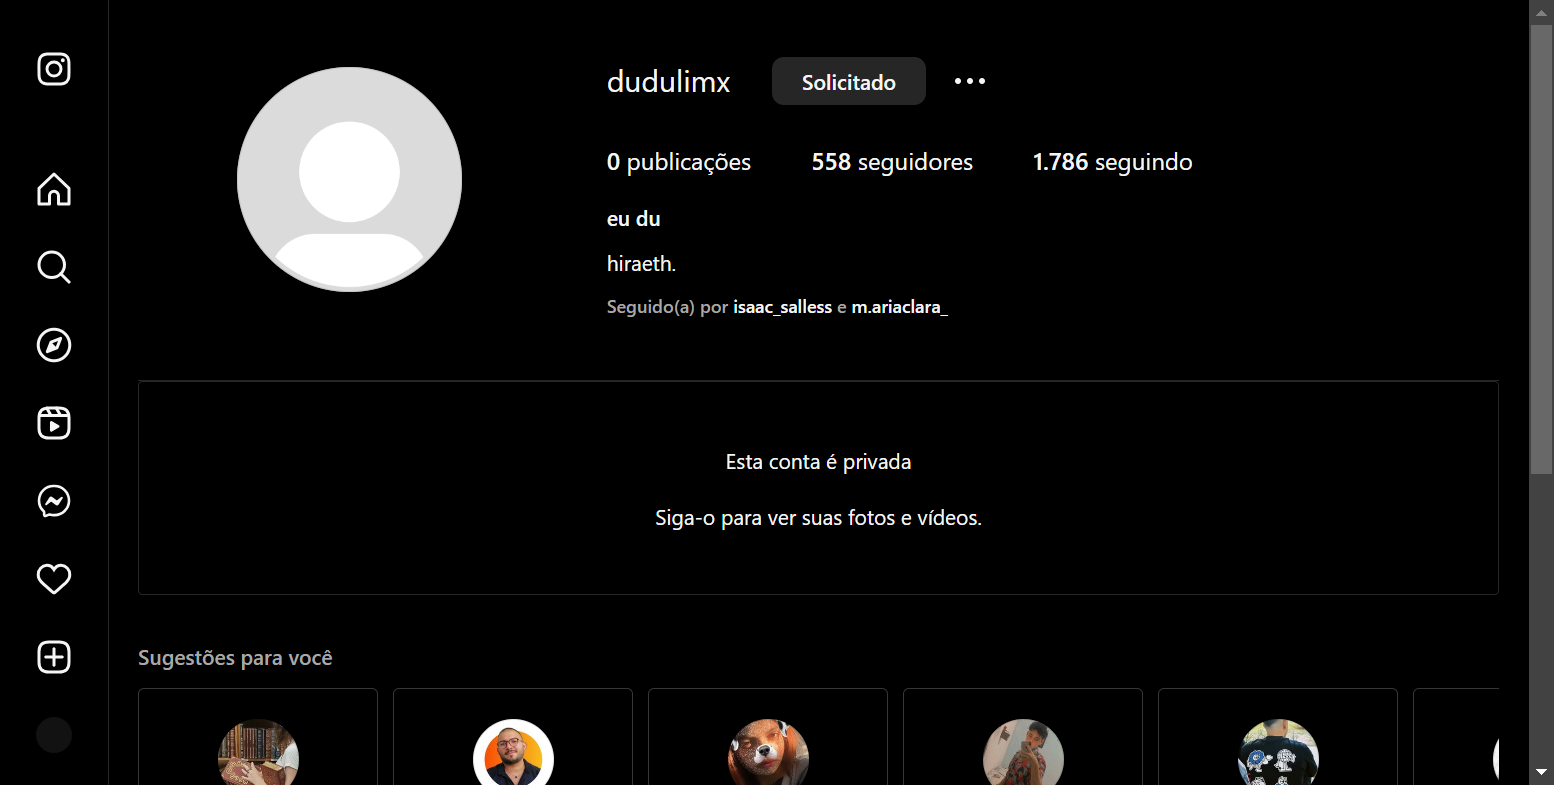 dudulimx Solicitado
0 publicações 558 seguidores 1.786 seguindo
eu du
hiraeth.
Seguido(a) por isaac_salless e m.ariaclara_
Esta conta é privada
Siga-o para ver suas fotos e vídeos.
Sugestões para você